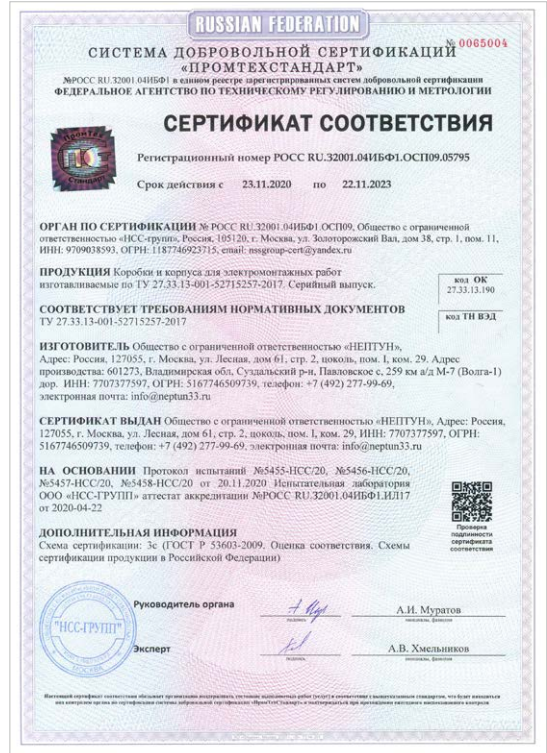 RUSSIAN FEDERATION
№ 0065004
СИСТЕМА ДОБРОВОЛЬНОЙ СЕРТИФИКАЦИЙ
«ПРОМТЕХСТАНДАРТ»
№РОСС RU.32001.04ИБФ1 в едином реестре зарегистрированных систем добровольной сертификации
ФЕДЕРАЛЬНОЕ АГЕНТСТВО ПО ТЕХНИЧЕСКОМУ РЕГУЛИРОВАНИЮ И МЕТРОЛОГИИ
ПромТех
Стандарт
СЕРТИФИКАТ СООТВЕТСТВИЯ
Регистрационный номер РОСС RU.32001.04ИБФ1.ОСП09.05795
Срок действия с 23.11.2020 по 22.11.2023
ОРГАН ПО СЕРТИФИКАЦИИ № РОСС RU.32001.04ИБФ1.ОСП09, Общество с ограниченной
ответственностью «НСС-групп», Россия, 105120, г. Москва, ул. Золоторожский Вал, дом 38, стр. 1, пом. 11,
ИНН: 9709038593, ОГРН: 1187746923715, email: nssgroup-cert@yandex.ru
ПРОДУКЦИЯ Коробки и корпуса для электромонтажных работ
изготавливаемые по ТУ 27.33.13-001-52715257-2017. Серийный выпуск.
код ОК
27.33.13.190
СООТВЕТСТВУЕТ ТРЕБОВАНИЯМ НОРМАТИВНЫХ ДОКУМЕНТОВ
ТУ 27.33.13-001-52715257-2017
код ТН ВЭД
ИЗГОТОВИТЕЛЬ Общество с ограниченной ответственностью «НЕПТУН»,
Адрес: Россия, 127055, г. Москва, ул. Лесная, дом 61, стр. 2, цоколь, пом. I, ком. 29. Адрес
производства: 601273, Владимирская обл, Суздальский р-н, Павловское с, 259 км а/д М-7 (Волга-1)
дор. ИНН: 7707377597, ОГРН: 5167746509739, телефон: +7 (492) 277-99-69,
электронная почта: info@neptun33.ru
СЕРТИФИКАТ ВЫДАН Общество с ограниченной ответственностью «НЕПТУН», Адрес: Россия,
127055, г. Москва, ул. Лесная, дом 61, стр. 2, цоколь, пом. I, ком. 29, ИНН: 7707377597, ОГРН:
5167746509739, телефон: +7 (492) 277-99-69, электронная почта: info@neptun33.ru
НА ОСНОВАНИИ Протокол испытаний №5455-НСС/20, №5456-НСС/20,
№5457-НСС/20, №5458-НСС/20 от 20.11.2020 Испытательная лаборатория
ООО «НСС-ГРУПП» аттестат аккредитации №РОСС RU.32001.04ИБФ1.ИЛ17
от 2020-04-22
Проверка
подлинности
сертификата
соответствия
ДОПОЛНИТЕЛЬНАЯ ИНФОРМАЦИЯ
Схема сертификации: 3с (ГОСТ Р 53603-2009. Оценка соответствия. Схемы
сертификации продукции в Российской Федерации)
Руководитель органа
подпись
А.И. Муратов
инициалы, фамилия
"НСС-ГРУПП"
МОСКВА
Эксперт
подпись
А.В. Хмельников
инициалы, фамилия